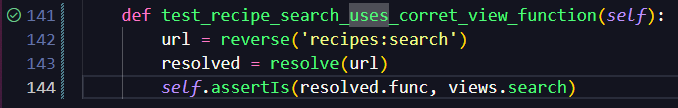 141 def test_recipe_search_uses_corret_view_function(self):
142 url = reverse('recipes:search')
143 resolved = resolve(url)
144 self.assertIs(resolved.func, views.search)